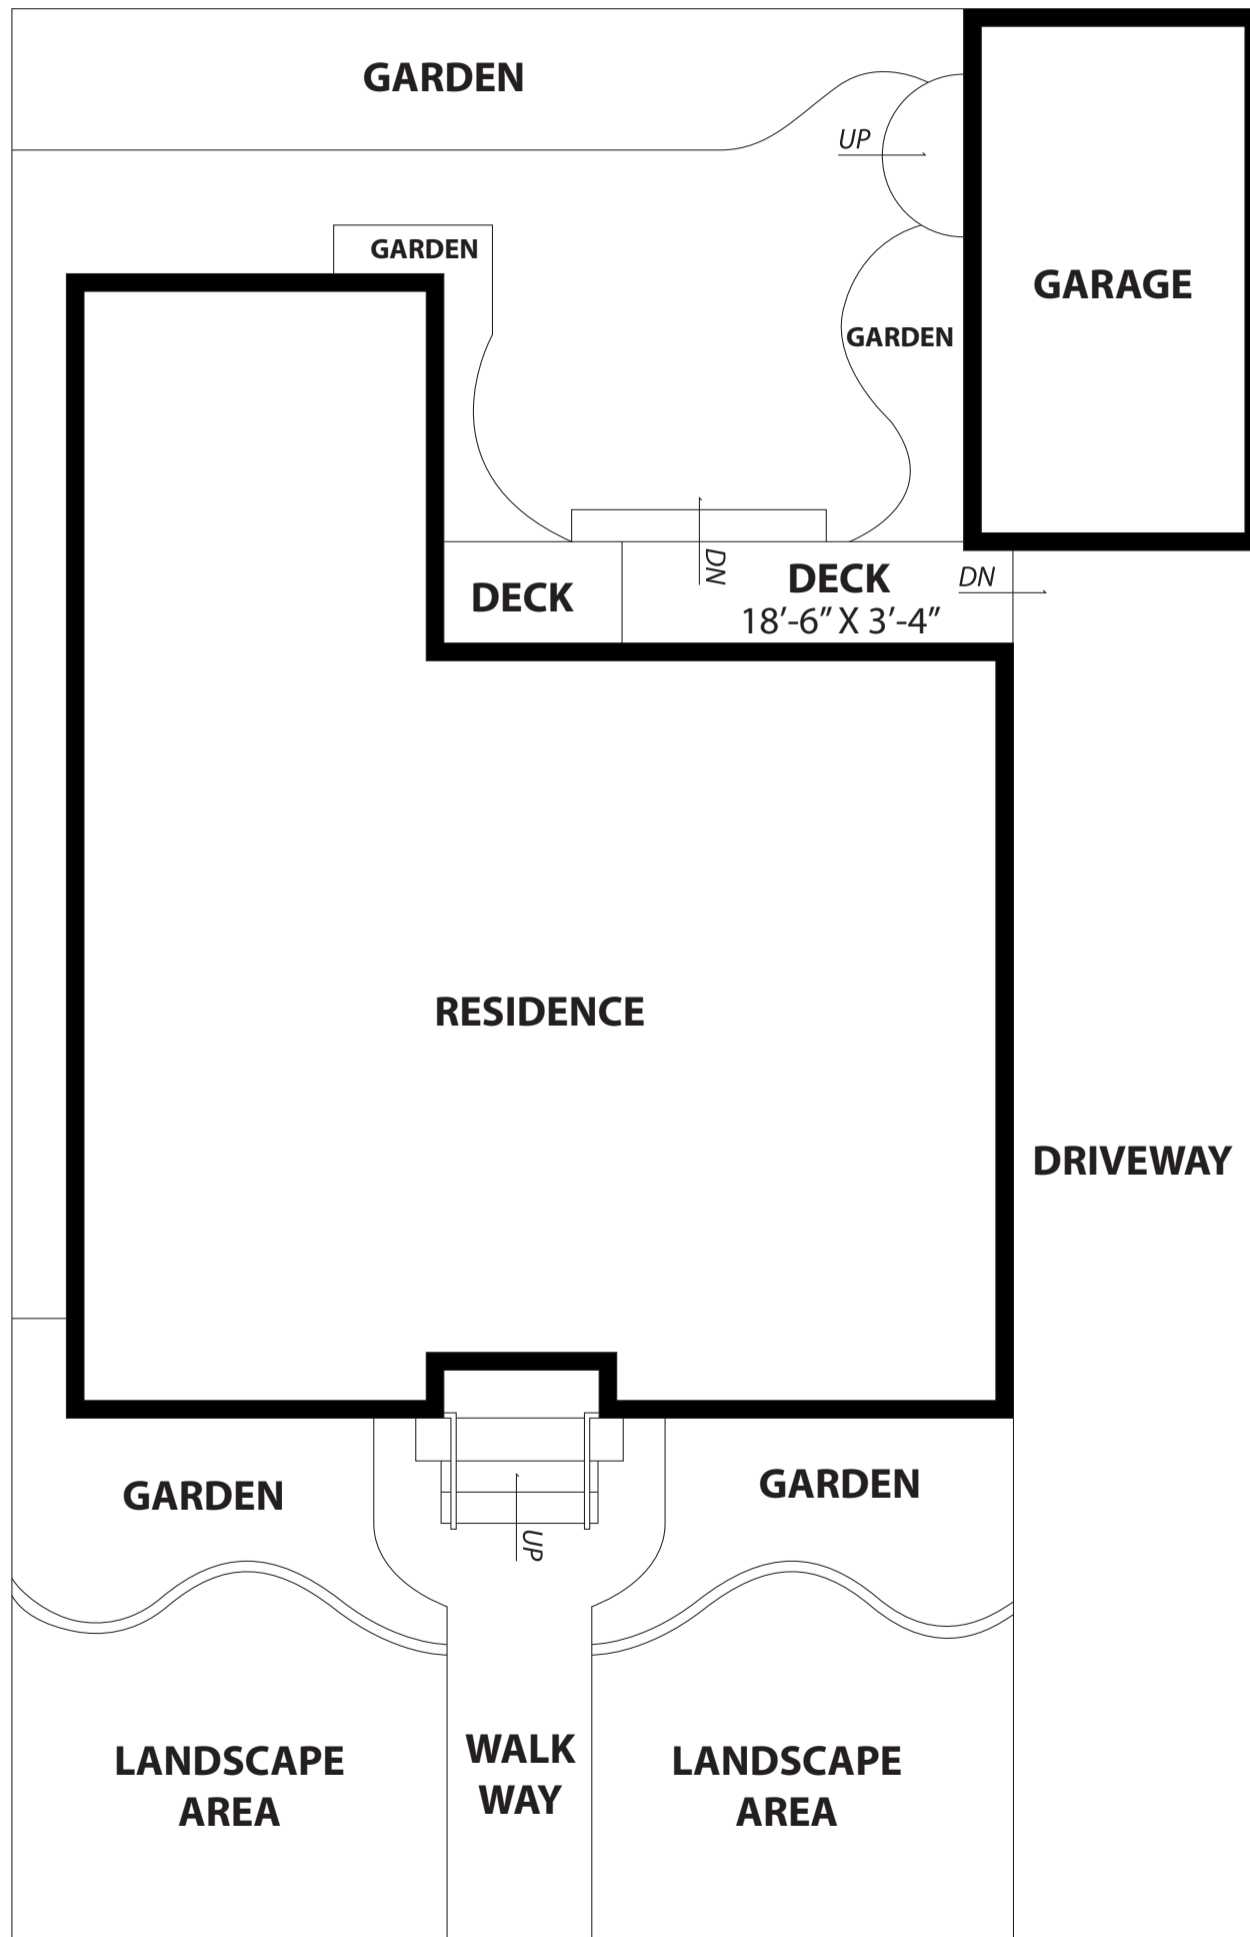 GARDEN
UP
GARDEN
GARAGE
GARDEN
DN
DECK
18’-6” X 3’-4”
DN
DECK
RESIDENCE
DRIVEWAY
GARDEN
GARDEN
UP
LANDSCAPE
AREA
WALK
WAY
LANDSCAPE
AREA